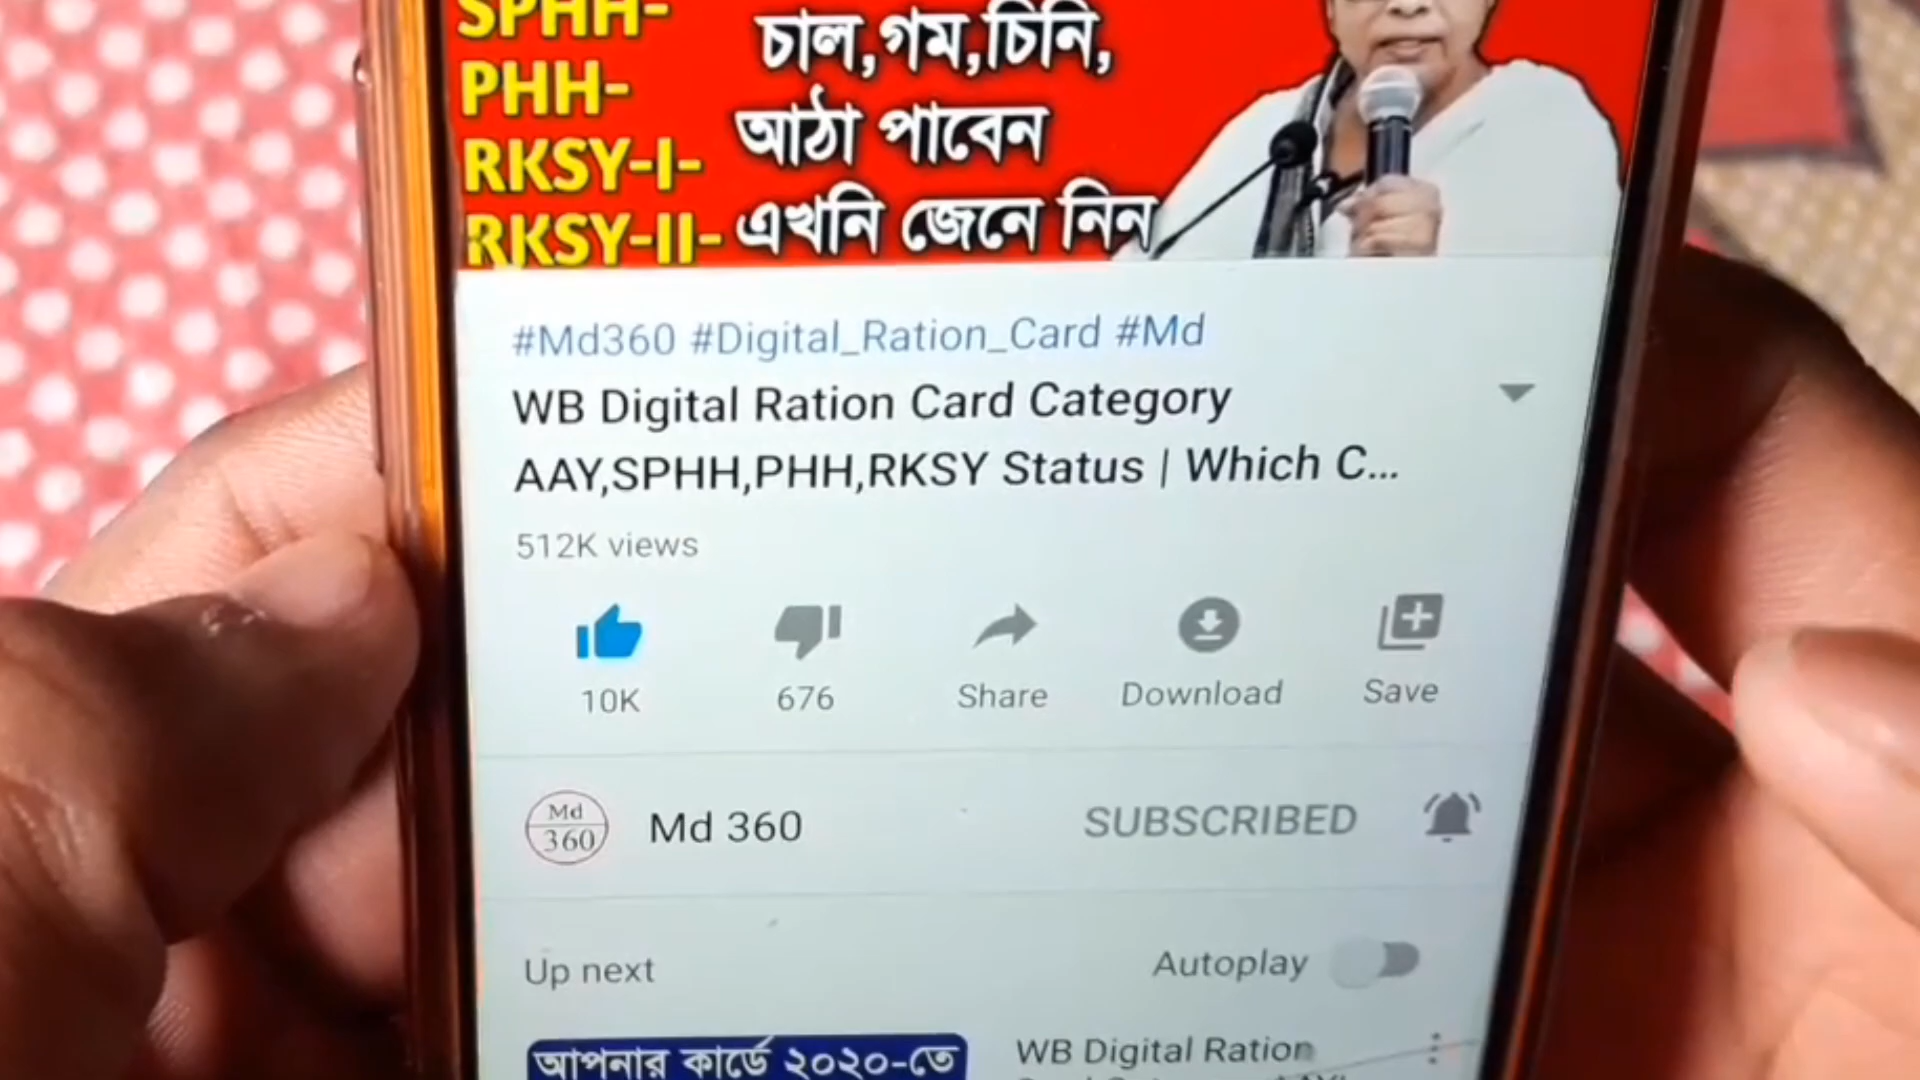 SPHH-
PHH-
RKSY-I-
RKSY-II-
চাল,গম,চিনি,
আঠা পাবেন
এখনি জেনে নিন
#Md360 #Digital_Ration_Card #Md
WB Digital Ration Card Category
AAY,SPHH,PHH,RKSY Status | Which C...
512K views
10K
676
Share
Download
Save
Md
360
Md 360
SUBSCRIBED
Up next
Autoplay
আপনার কার্ডে ২০২০-তে
WB Digital Ration